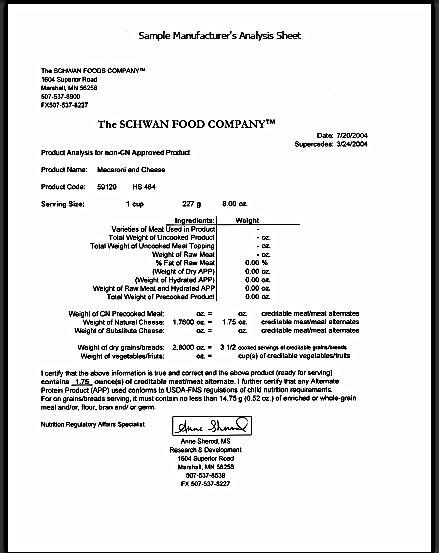 Sample Manufacturer's Analysis Sheet
The SCHWAN FOODS COMPANY™
1604 Superior Road
Marshall, MN 56258
507-537-8900
FX507-537-8227
The SCHWAN FOOD COMPANY™
Date: 7/20/2004
Supercedes: 3/24/2004
Product Analysis for non-CN Approved Product
Product Name: Macaroni and Cheese
Product Code: 59120 HS 464
Serving Size: 1 cup 227 g 8.00 oz.
Ingredients: Weight
Varieties of Meat Used in Product -
Total Weight of Uncooked Product - oz.
Total Weight of Uncooked Meat Topping - oz.
Weight of Raw Meat - oz.
% Fat of Raw Meat 0.00 %
(Weight of Dry APP) 0.00 oz.
(Weight of Hydrated APP) 0.00 oz.
Weight of Raw Meat and Hydrated APP 0.00 oz.
Total Weight of Precooked Product 0.00 oz.
Weight of CN Precooked Meat: oz. = oz. creditable meat/meat alternates
Weight of Natural Cheese: 1.7600 oz. = 1.75 oz. creditable meat/meat alternates
Weight of Substitute Cheese: oz. = oz. creditable meat/meat alternates
Weight of dry grains/breads: 2.8000 oz. = 3 1/2 cooked servings of creditable grains/breads
Weight of vegetables/fruits: oz. = cup(s) of creditable vegetables/fruits
I certify that the above information is true and correct and the above product (ready for serving)
contains 1.75 ounce(s) of creditable meat/meat alternate. I further certify that any Alternate
Protein Product (APP) used conforms to USDA-FNS regulations of child nutrition requirements.
For on grains/breads serving, it must contain no less than 14.75 g (0.52 oz.) of enriched or whole-grain
meal and/or, flour, bran and/ or germ.
Nutrition Regulatory Affairs Specialist
Anne Sherod
Anne Sherod, MS
Research & Development
1604 Superior Road
Marshall, MN 56258
507-537-8539
FX 507-537-8227